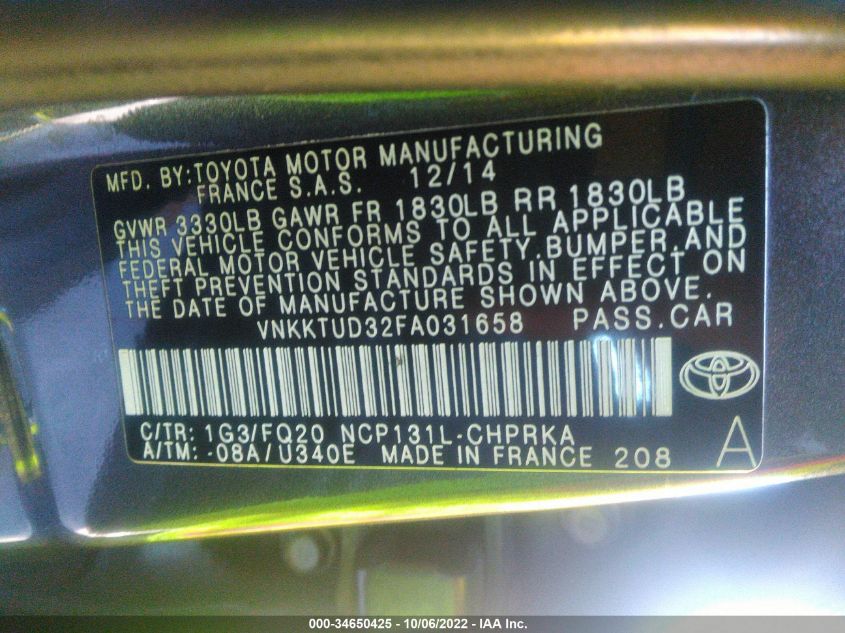 MFD. BY:TOYOTA MOTOR MANUFACTURING
FRANCE S.A.S. 12/14
GVWR 3330LB GAWR FR 1830LB RR 1830LB
THIS VEHICLE CONFORMS TO ALL APPLICABLE
FEDERAL MOTOR VEHICLE SAFETY,BUMPER,AND
THEFT PREVENTION STANDARDS IN EFFECT ON
THE DATE OF MANUFACTURE SHOWN ABOVE.
VNKKTUD32FA031658 PASS.CAR
C/TR: 1G3/FQ20 NCP131L-CHPRKA
A/TM: -08A/U340E MADE IN FRANCE 208 A
000-34650425 - 10/06/2022 - IAA Inc.